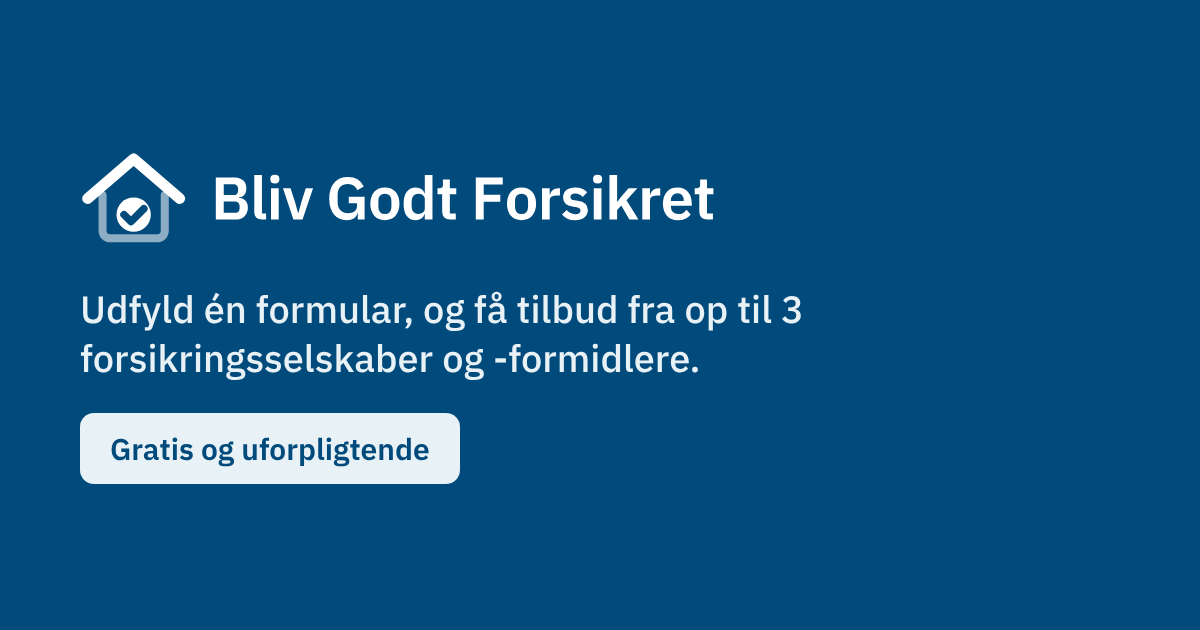 Bliv Godt Forsikret
Udfyld én formular, og få tilbud fra op til 3
forsikringsselskaber og -formidlere.
Gratis og uforpligtende